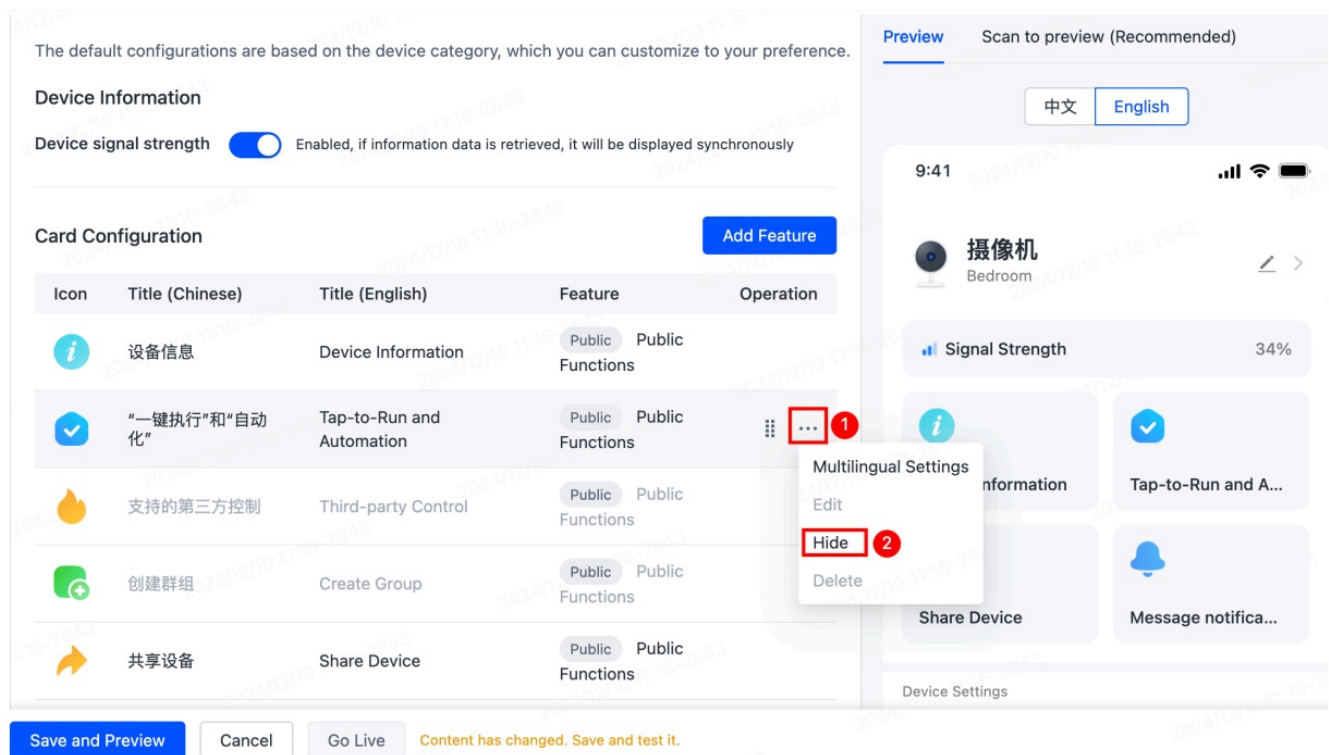 The default configurations are based on the device category, which you can customize to your preference.
Device Information
Device signal strength
Enabled, if information data is retrieved, it will be displayed synchronously
Card Configuration
Add Feature
Icon Title (Chinese) Title (English) Feature Operation
设备信息 Device Information Public Public Functions
“一键执行”和“自动
化”
Tap-to-Run and
Automation
Public Public
Functions
... 1
支持的第三方控制 Third-party Control Public Public
Functions
创建群组 Create Group Public Public
Functions
共享设备 Share Device Public Public
Functions
Multilingual Settings
Edit
Hide 2
Delete
Save and Preview Cancel Go Live Content has changed. Save and test it.
Preview Scan to preview (Recommended)
中文 English
9:41
摄像机
Bedroom
Signal Strength 34%
nformation
Tap-to-Run and A...
Share Device
Message notifica...
Device Settings
2024/12/10 11:16-2643